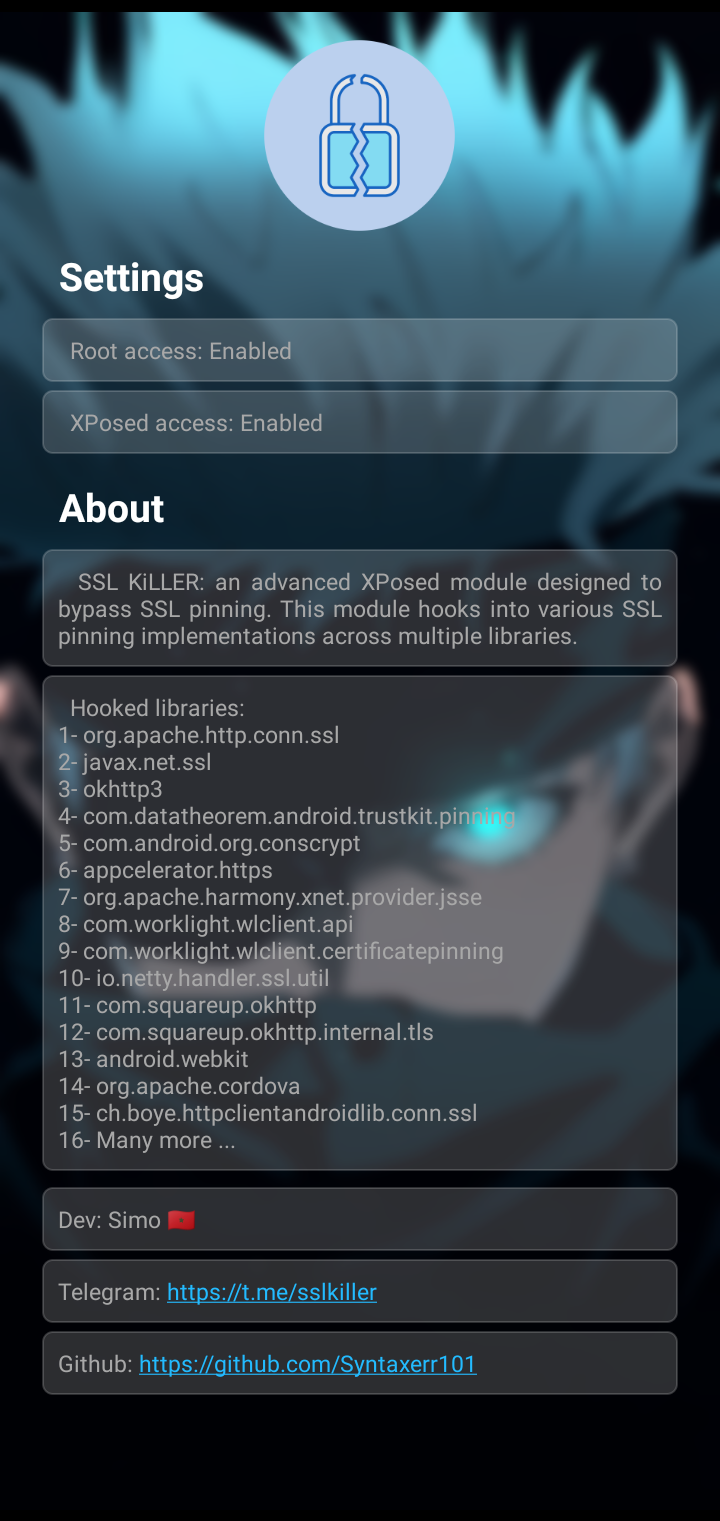 Settings
Root access: Enabled
XPosed access: Enabled
About
SSL KiLLER: an advanced XPosed module designed to
bypass SSL pinning. This module hooks into various SSL
pinning implementations across multiple libraries.
Hooked libraries:
1- org.apache.http.conn.ssl
2- javax.net.ssl
3- okhttp3
4- com.datatheorem.android.trustkit.pinning
5- com.android.org.conscrypt
6- appcelerator.https
7- org.apache.harmony.xnet.provider.jsse
8- com.worklight.wlclient.api
9- com.worklight.wlclient.certificatepinning
10- io.netty.handler.ssl.util
11- com.squareup.okhttp
12- com.squareup.okhttp.internal.tls
13- android.webkit
14- org.apache.cordova
15- ch.boye.httpclientandroidlib.conn.ssl
16- Many more ...
Dev: Simo 🇲🇦
Telegram: https://t.me/sslkiller
Github: https://github.com/Syntaxerr101